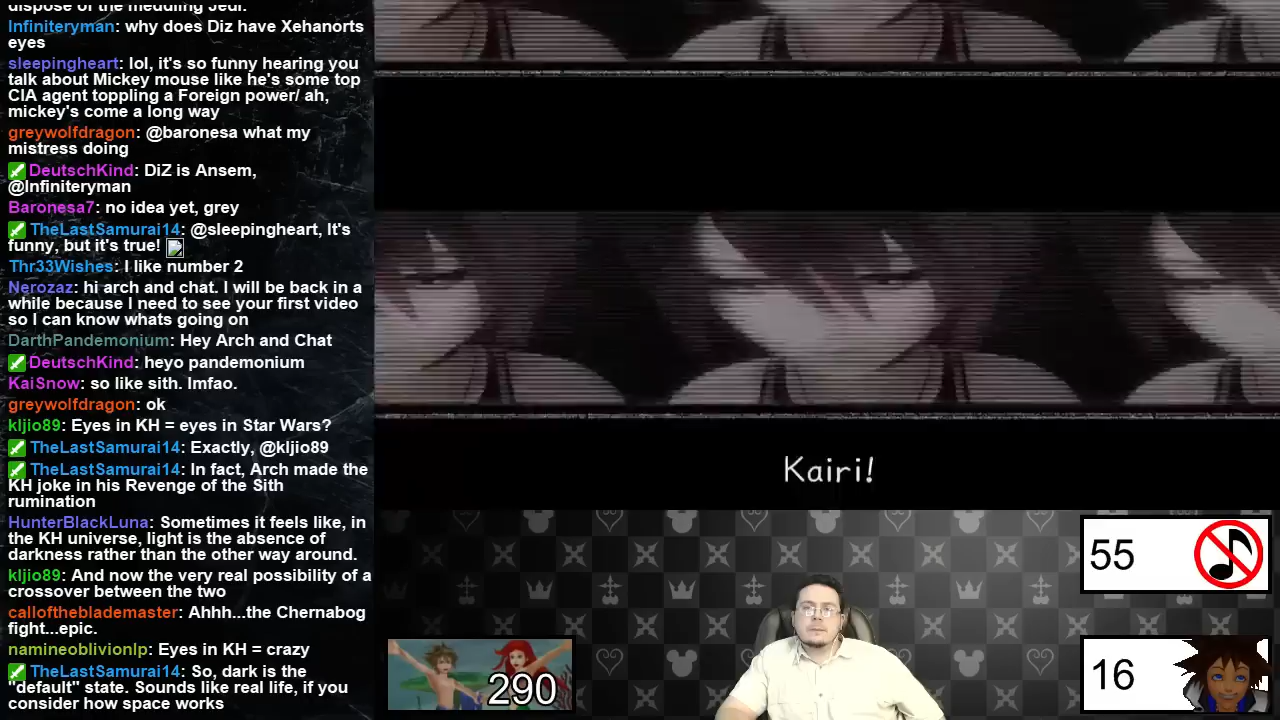 dispose of the meddling Jedi.
Infiniteryman: why does Diz have Xehanorts
eyes
sleepingheart: lol, it's so funny hearing you
talk about Mickey mouse like he's some top
CIA agent toppling a Foreign power/ ah,
mickey's come a long way
greywolfdragon: @baronesa what my
mistress doing
DeutschKind: DiZ is Ansem,
@Infiniteryman
Baronesa7: no idea yet, grey
TheLastSamurai14: @sleepingheart, It's
funny, but it's true!
Thr33Wishes: I like number 2
Nerozaz: hi arch and chat. I will be back in a
while because I need to see your first video
so I can know whats going on
DarthPandemonium: Hey Arch and Chat
DeutschKind: heyo pandemonium
KaiSnow: so like sith. lmfao.
greywolfdragon: ok
kljio89: Eyes in KH = eyes in Star Wars?
TheLastSamurai14: Exactly, @kljio89
TheLastSamurai14: In fact, Arch made the
KH joke in his Revenge of the Sith
rumination
HunterBlackLuna: Sometimes it feels like, in
the KH universe, light is the absence of
darkness rather than the other way around.
kljio89: And now the very real possibility of a
crossover between the two
calloftheblademaster: Ahhh...the Chernabog
fight...epic.
namineoblivionlp: Eyes in KH = crazy
TheLastSamurai14: So, dark is the
"default" state. Sounds like real life, if you
consider how space works
Kairi!
55
290
16